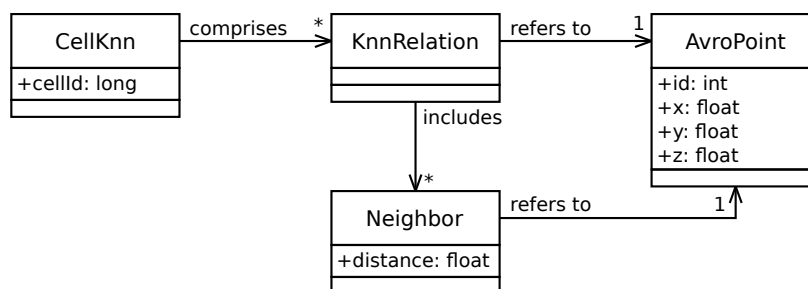 CellKnn
+cellId: long
comprises
*
KnnRelation
refers to
1
AvroPoint
+id: int
+x: float
+y: float
+z: float
includes
*
Neighbor
+distance: float
refers to
1